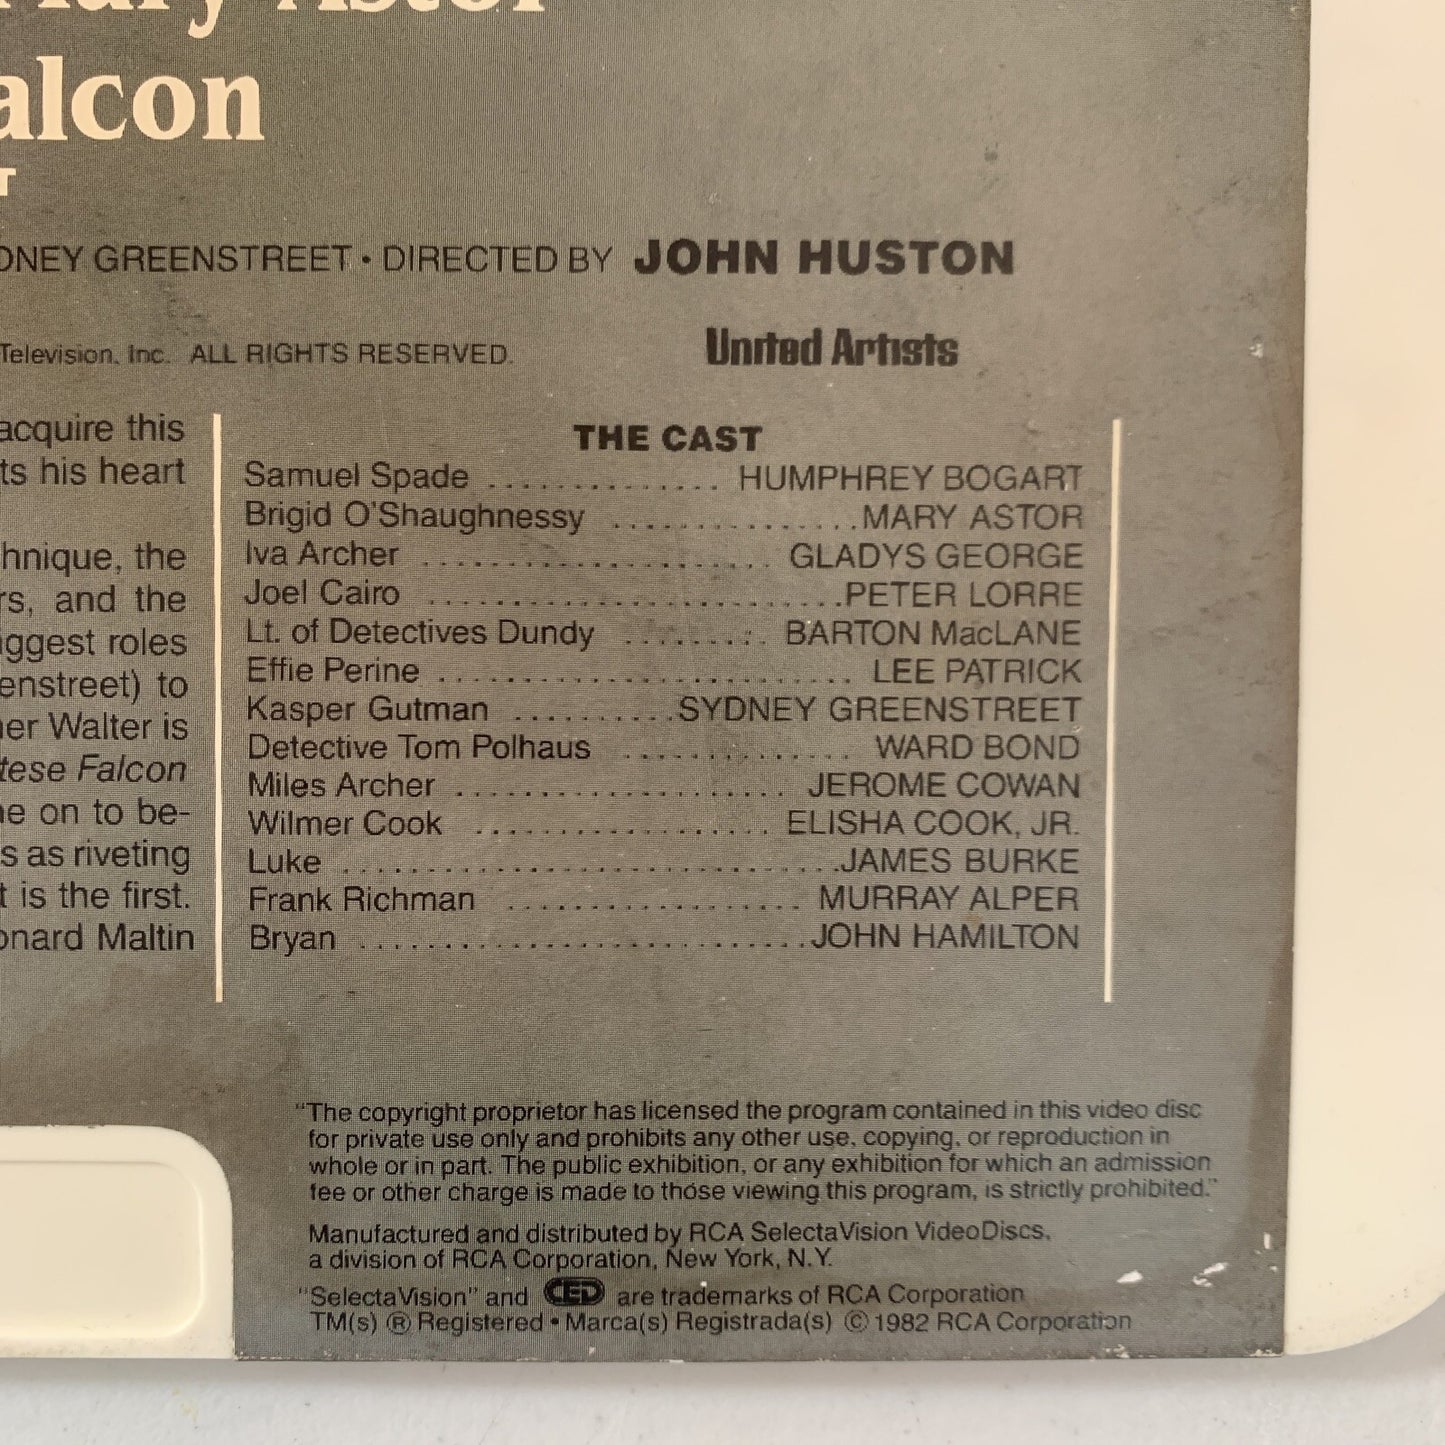 Mary Astor
alcon
DNEY GREENSTREET • DIRECTED BY JOHN HUSTON
Television, Inc. ALL RIGHTS RESERVED.
United Artists
acquire this
ts his heart
hnique, the
rs, and the
iggest roles
enstreet) to
er Walter is
tese Falcon
e on to be-
s as riveting
t is the first.
onard Maltin
THE CAST
Samuel Spade .............. HUMPHREY BOGART
Brigid O'Shaughnessy ............... MARY ASTOR
Iva Archer ..................... GLADYS GEORGE
Joel Cairo ......................... PETER LORRE
Lt. of Detectives Dundy ......... BARTON MacLANE
Effie Perine ......................... LEE PATRICK
Kasper Gutman .......... SYDNEY GREENSTREET
Detective Tom Polhaus .............. WARD BOND
Miles Archer .................... JEROME COWAN
Wilmer Cook .................. ELISHA COOK, JR.
Luke .............................. JAMES BURKE
Frank Richman .................. MURRAY ALPER
Bryan ........................... JOHN HAMILTON
"The copyright proprietor has licensed the program contained in this video disc
for private use only and prohibits any other use, copying, or reproduction in
whole or in part. The public exhibition, or any exhibition for which an admission
fee or other charge is made to those viewing this program, is strictly prohibited."
Manufactured and distributed by RCA SelectaVision VideoDiscs,
a division of RCA Corporation, New York, N.Y.
"SelectaVision" and CED are trademarks of RCA Corporation
TM(s) ® Registered • Marca(s) Registrada(s) © 1982 RCA Corporation